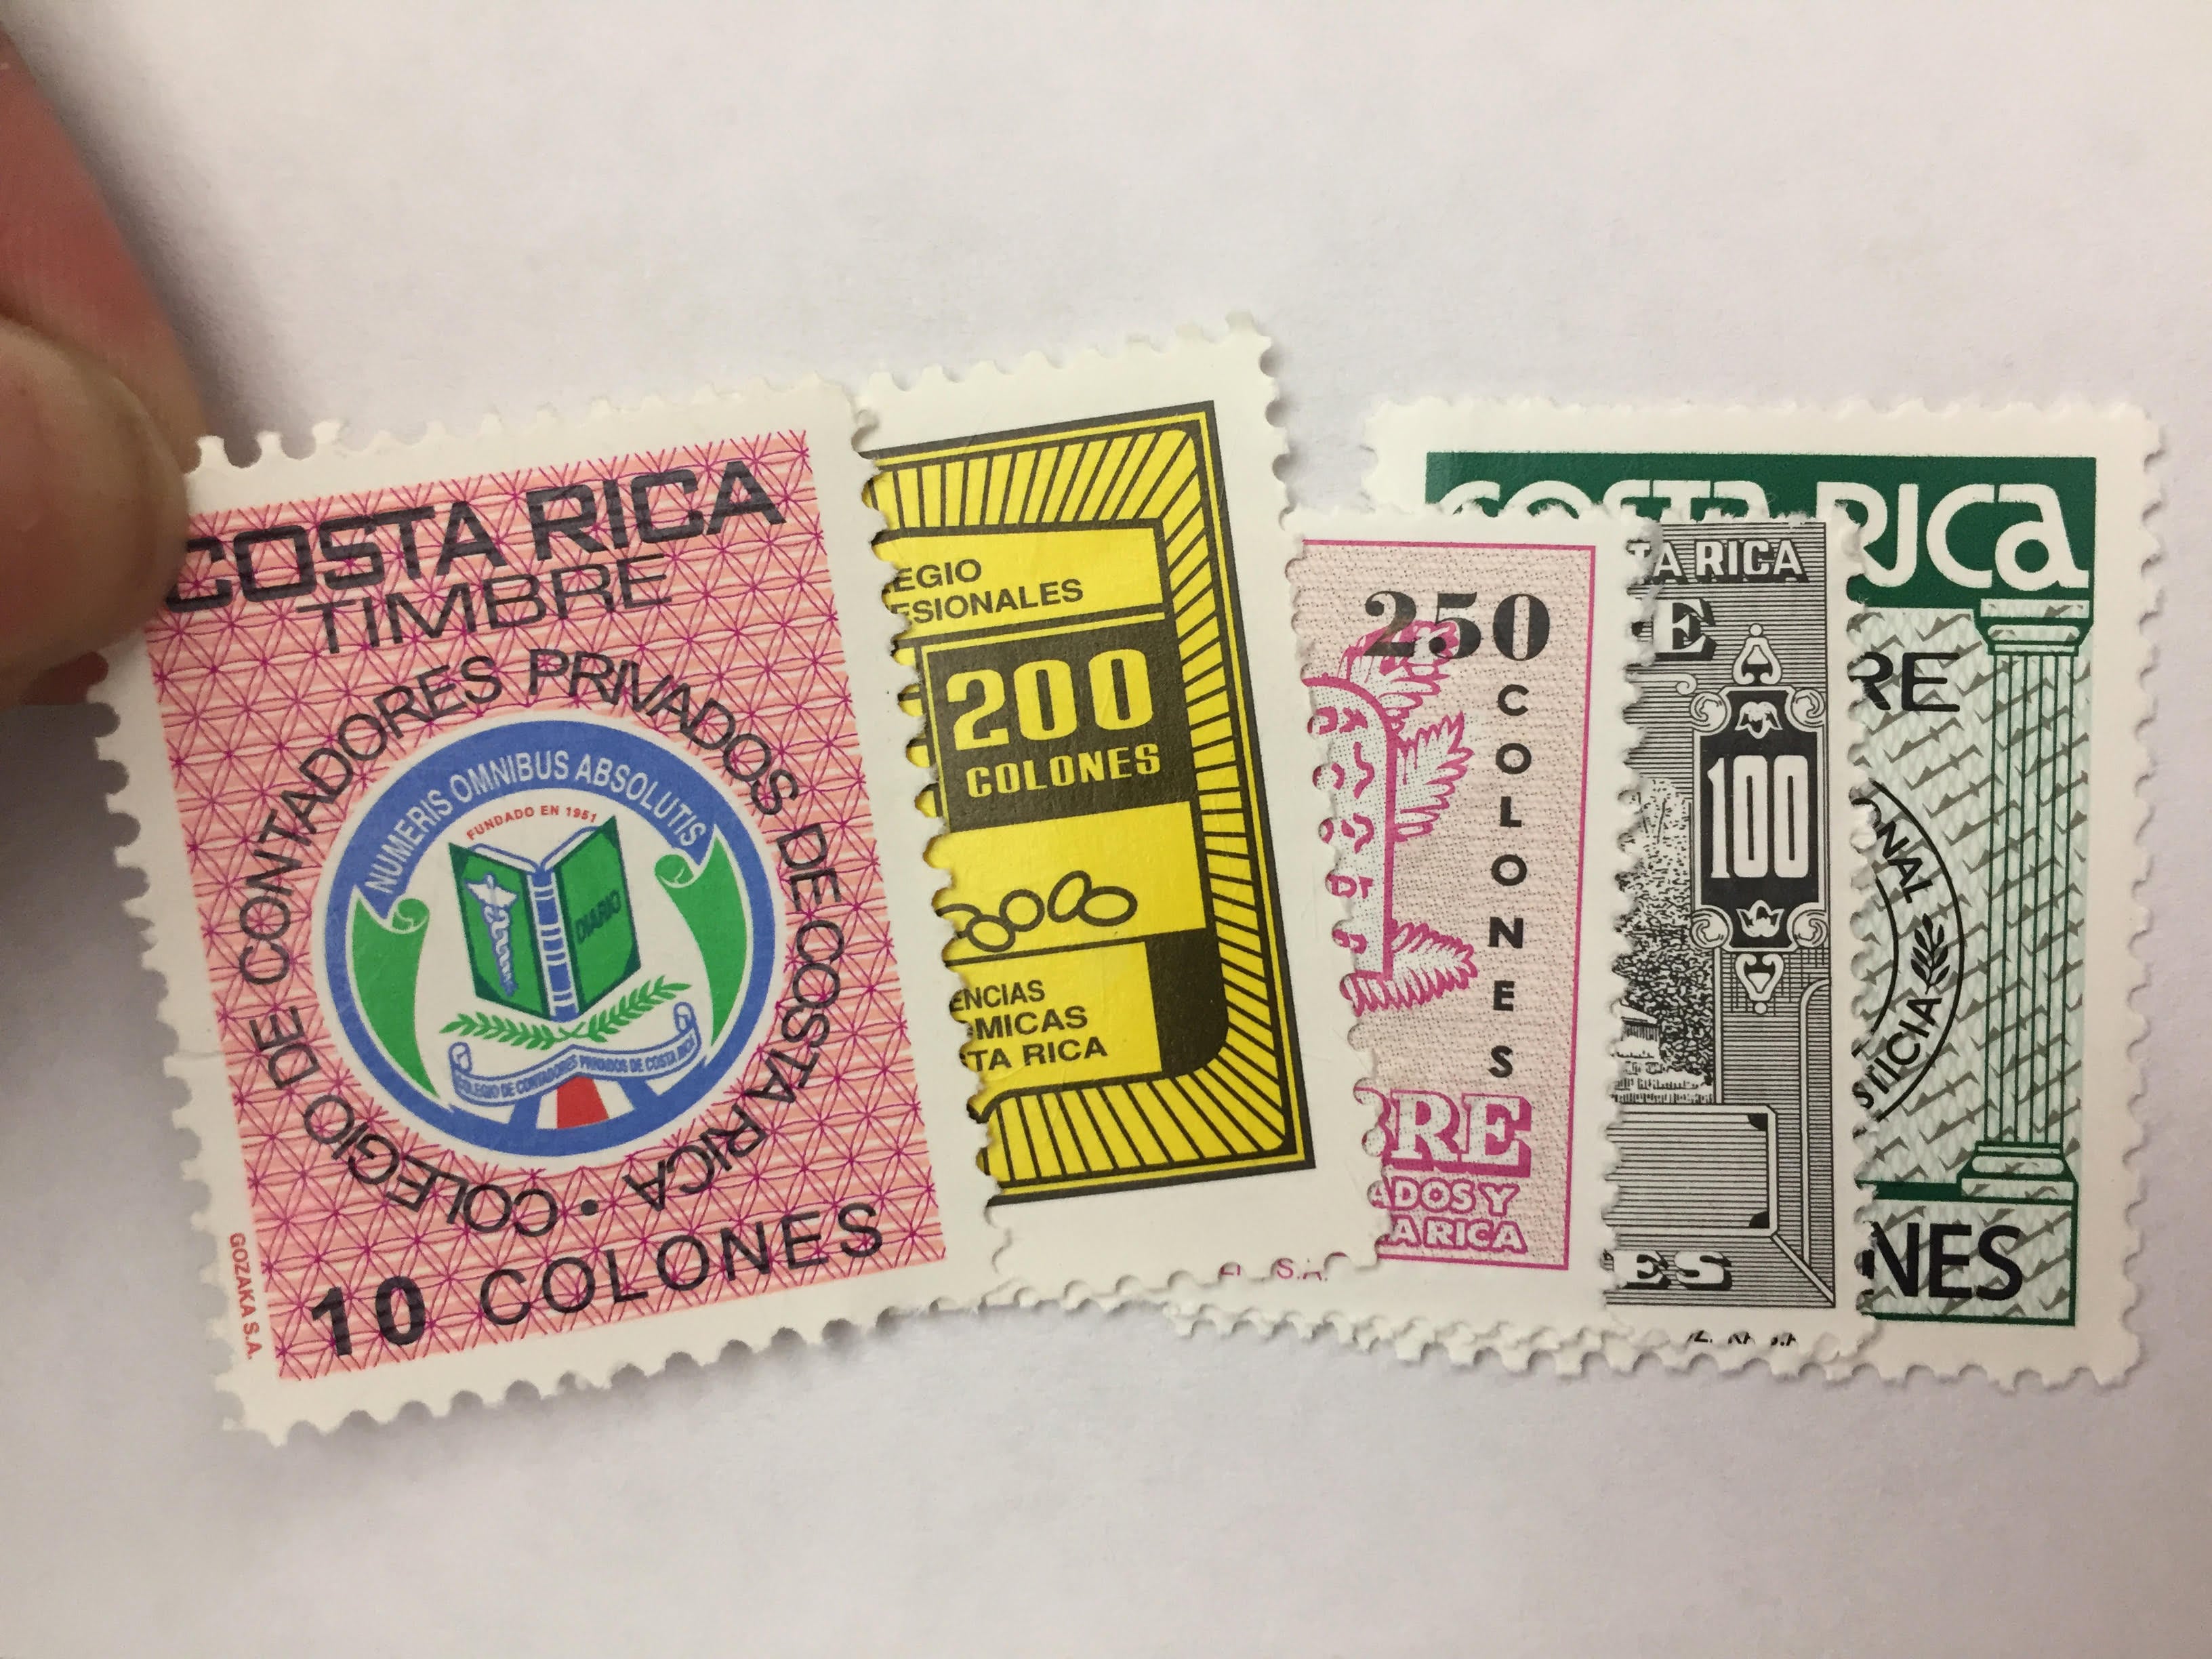 COSTA RICA
TIMBRE
COLEGIO DE CONTADORES PRIVADOS DE COSTA RICA •
NUMERIS OMNIBUS ABSOLUTIS
FUNDADO EN 1951
DIARIO
COLEGIO DE CONTADORES PRIVADOS DE COSTA RICA
10 COLONES
GOZAKA S.A.
EGIO
ESIONALES
200
COLONES
ENCIAS
MICAS
TA RICA
250
COLONES
BRE
ADOS Y
A RICA
S.A.
TA RICA
E
100
ES
COSTA RICA
RE
ONAL
STICIA
NES